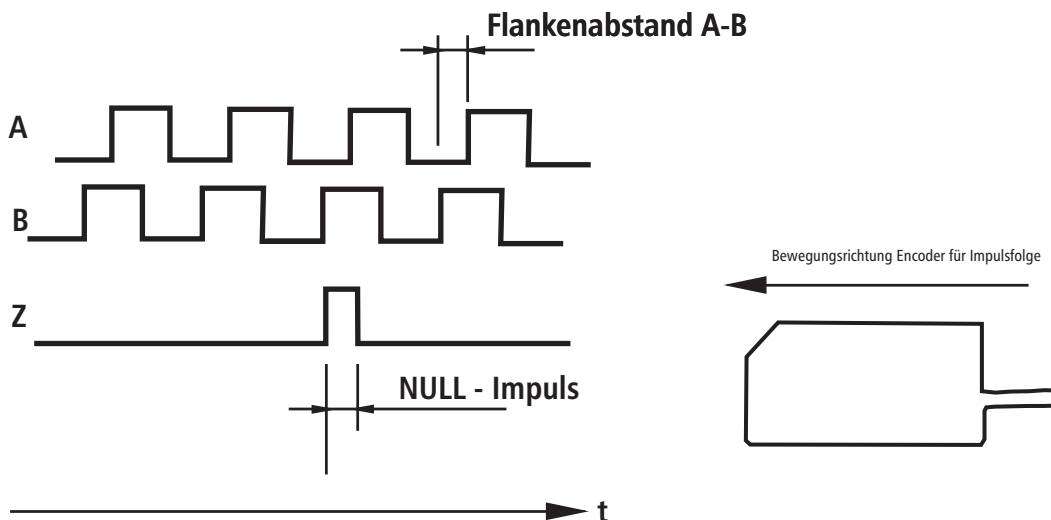 Flankenabstand A-B
A
B
Bewegungsrichtung Encoder für Impulsfolge
Z
NULL - Impuls
t